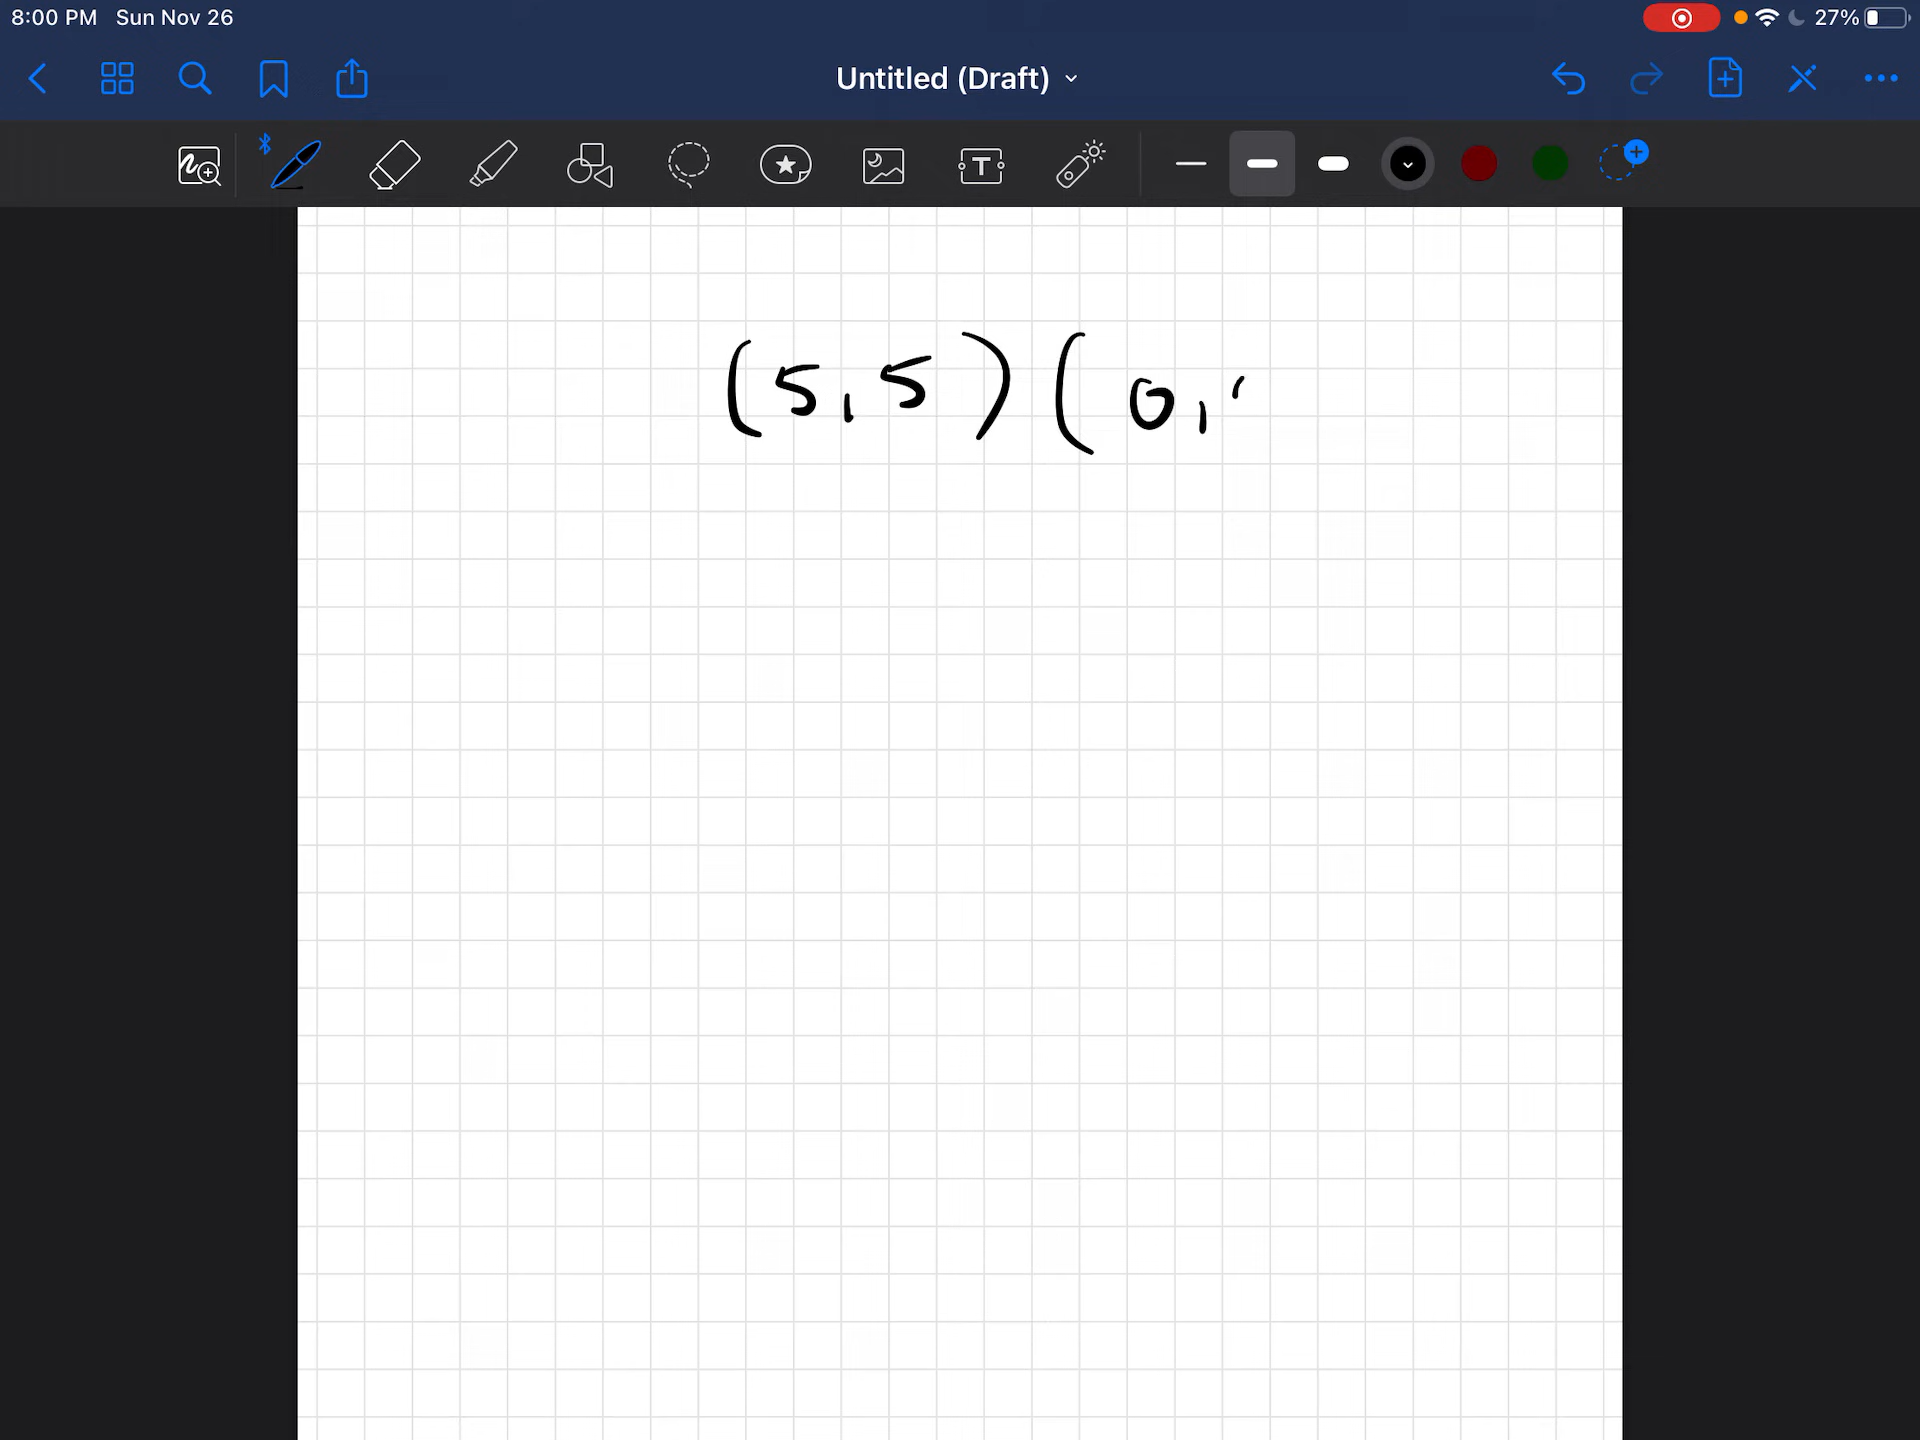 8:00 PM Sun Nov 26 27%
Untitled (Draft)
T
(5,5) (0,